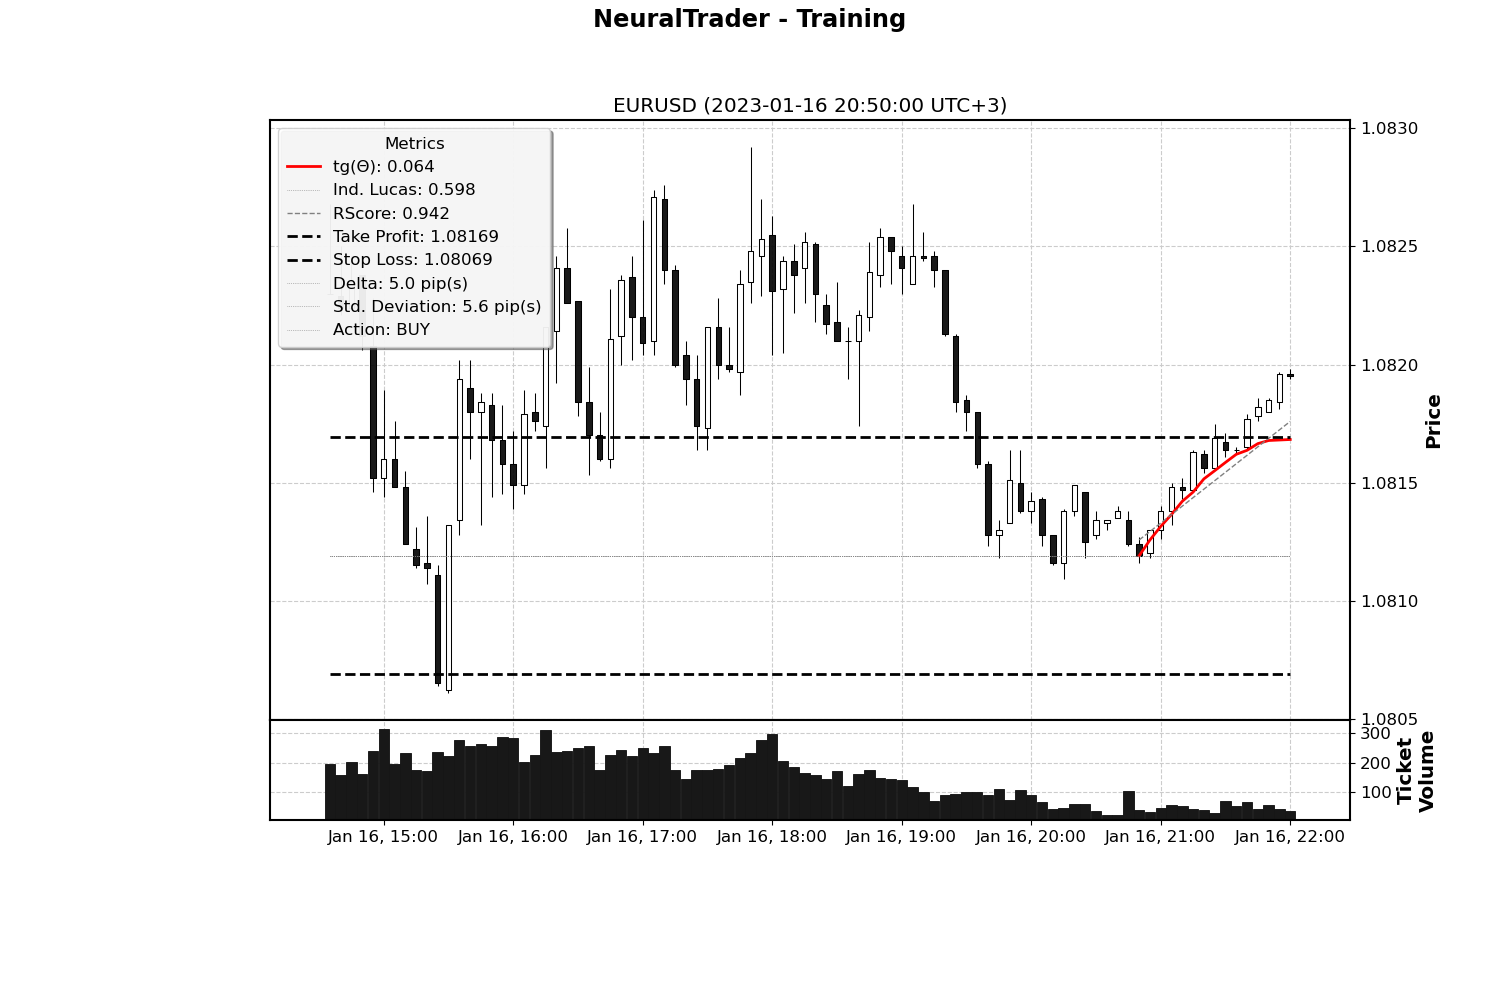 NeuralTrader - Training
EURUSD (2023-01-16 20:50:00 UTC+3)
Metrics
tg(Θ): 0.064
Ind. Lucas: 0.598
RScore: 0.942
Take Profit: 1.08169
Stop Loss: 1.08069
Delta: 5.0 pip(s)
Std. Deviation: 5.6 pip(s)
Action: BUY
1.0830
1.0825
1.0820
1.0815
1.0810
1.0805
Price
300
200
100
Ticket
Volume
Jan 16, 15:00
Jan 16, 16:00
Jan 16, 17:00
Jan 16, 18:00
Jan 16, 19:00
Jan 16, 20:00
Jan 16, 21:00
Jan 16, 22:00